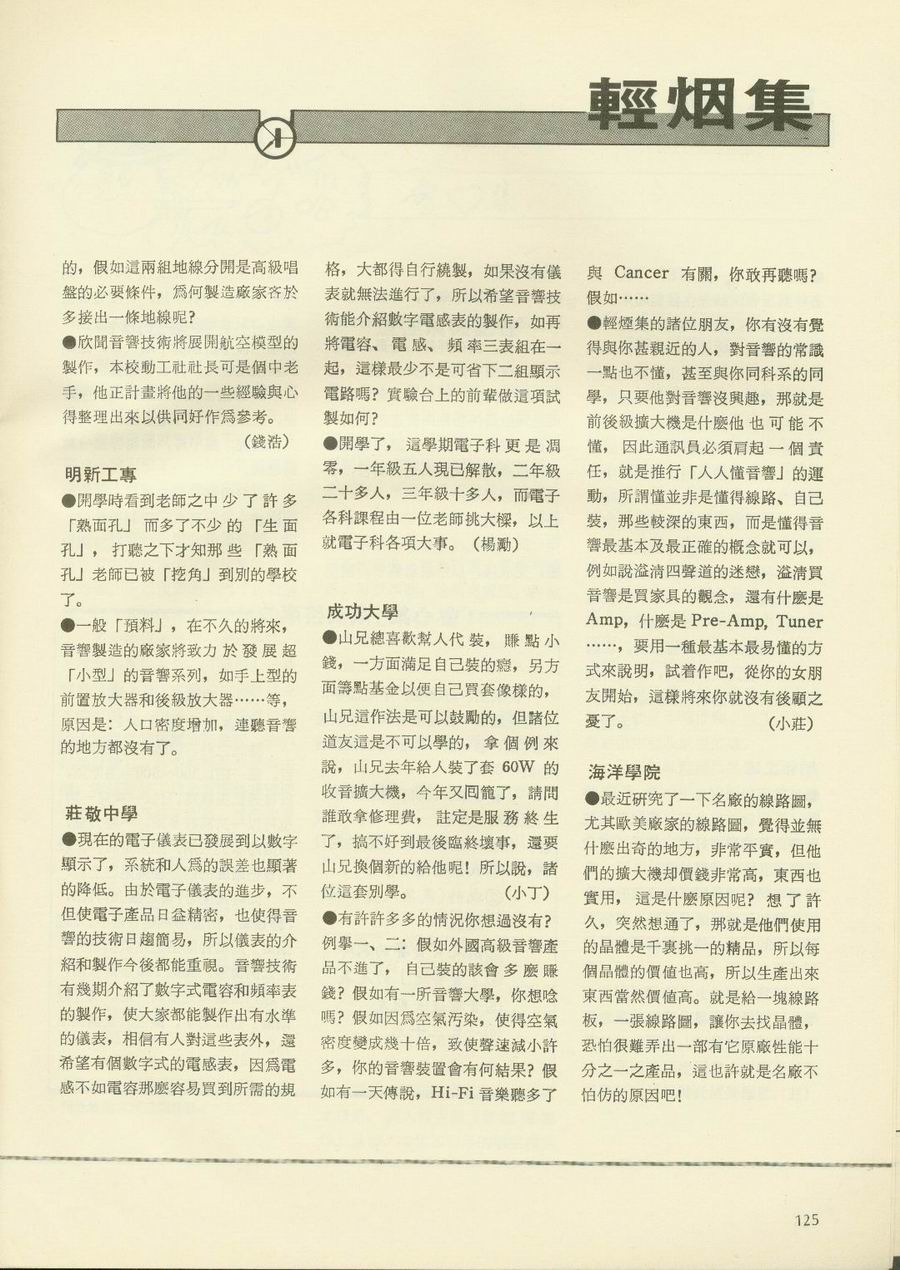 輕烟集
的，假如這兩組地線分開是高級唱
盤的必要條件，爲何製造廠家吝於
多接出一條地線呢？
●欣聞音響技術將展開航空模型的
製作，本校動工社社長可是個中老
手，他正計畫將他的一些經驗與心
得整理出來以供同好作爲參考。
（錢浩）
明新工專
●開學時看到老師之中少了許多
「熟面孔」而多了不少的「生面
孔」，打聽之下才知那些「熟面
孔」老師已被「挖角」到別的學校
了。
●一般「預料」，在不久的將來，
音響製造的廠家將致力於發展超
「小型」的音響系列，如手上型的
前置放大器和後級放大器……等，
原因是：人口密度增加，連聽音響
的地方都沒有了。
莊敬中學
●現在的電子儀表已發展到以數字
顯示了，系統和人爲的誤差也顯著
的降低。由於電子儀表的進步，不
但使電子產品日益精密，也使得音
響的技術日趨簡易，所以儀表的介
紹和製作今後都能重視。音響技術
有幾期介紹了數字式電容和頻率表
的製作，使大家都能製作出有水準
的儀表，相信有人對這些表外，還
希望有個數字式的電感表，因爲電
感不如電容那麼容易買到所需的規
格，大都得自行繞製，如果沒有儀
表就無法進行了，所以希望音響技
術能介紹數字電感表的製作，如再
將電容、電感、頻率三表組在一
起，這樣最少不是可省下二組顯示
電路嗎？實驗台上的前輩做這項試
製如何？
●開學了，這學期電子科更是凋
零，一年級五人現已解散，二年級
二十多人，三年級十多人，而電子
各科課程由一位老師挑大樑，以上
就電子科各項大事。（楊勳）
成功大學
●山兄總喜歡幫人代裝，賺點小
錢，一方面滿足自己裝的癮，另方
面籌點基金以便自己買套像樣的，
山兄這作法是可以鼓勵的，但諸位
道友這是不可以學的，拿個例來
說，山兄去年給人裝了套 60W 的
收音擴大機，今年又回籠了，請問
誰敢拿修理費，註定是服務終生
了，搞不好到最後臨終壞事，還要
山兄換個新的給他呢！所以說，諸
位這套別學。（小丁）
●有許許多多的情況你想過沒有？
例舉一、二：假如外國高級音響產
品不進了，自己裝的該會多麼賺
錢？假如有一所音響大學，你想唸
嗎？假如因爲空氣汚染，使得空氣
密度變成幾十倍，致使聲速減小許
多，你的音響裝置會有何結果？假
如有一天傳說，Hi-Fi 音樂聽多了
與 Cancer 有關，你敢再聽嗎？
假如……
●輕煙集的諸位朋友，你有沒有覺
得與你甚親近的人，對音響的常識
一點也不懂，甚至與你同科系的同
學，只要他對音響沒興趣，那就是
前後級擴大機是什麼他也可能不
懂，因此通訊員必須肩起一個責
任，就是推行「人人懂音響」的運
動，所謂懂並非是懂得線路、自己
裝，那些較深的東西，而是懂得音
響最基本及最正確的概念就可以，
例如說澄清四聲道的迷戀，澄清買
音響是買家具的觀念，還有什麼是
Amp，什麼是 Pre-Amp, Tuner
……，要用一種最基本最易懂的方
式來說明，試着作吧，從你的女朋
友開始，這樣將來你就沒有後顧之
憂了。（小莊）
海洋學院
●最近研究了一下名廠的線路圖，
尤其歐美廠家的線路圖，覺得並無
什麼出奇的地方，非常平實，但他
們的擴大機却價錢非常高，東西也
實用，這是什麼原因呢？想了許
久，突然想通了，那就是他們使用
的晶體是千裏挑一的精品，所以每
個晶體的價值也高，所以生產出來
東西當然價值高。就是給一塊線路
板，一張線路圖，讓你去找晶體，
恐怕很難弄出一部有它原廠性能十
分之一之產品，這也許就是名廠不
怕仿的原因吧！
125